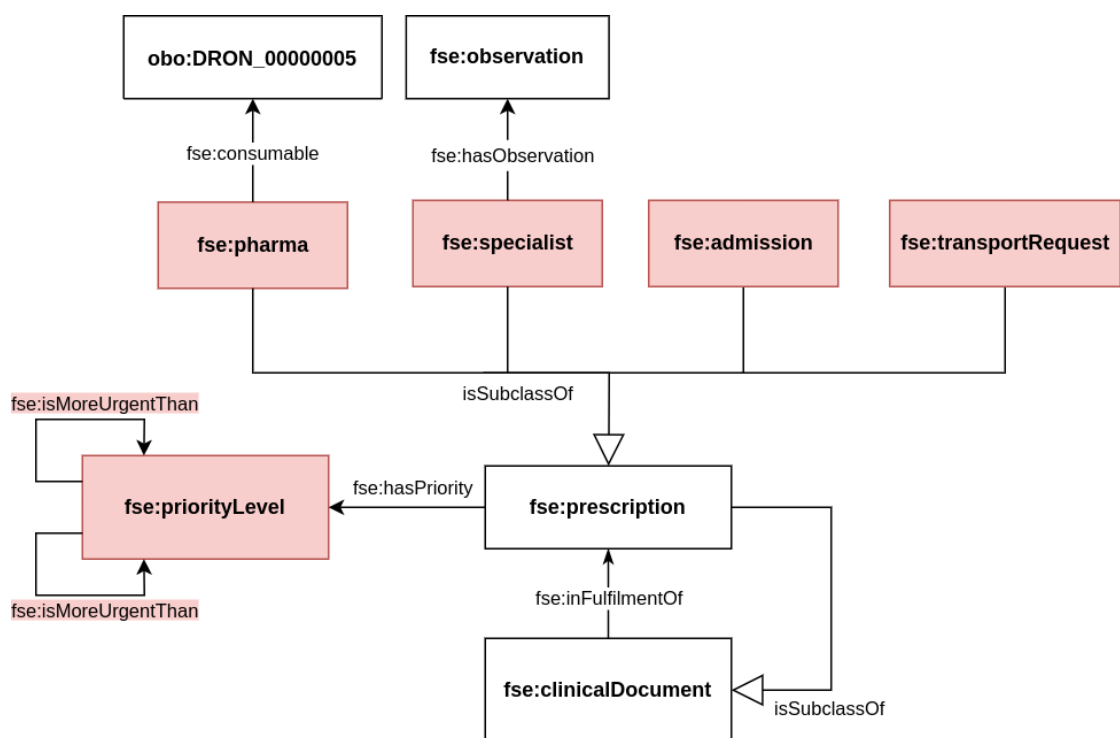 obo:DRON_00000005
fse:observation
fse:consumable
fse:hasObservation
fse:pharma
fse:specialist
fse:admission
fse:transportRequest
isSubclassOf
fse:isMoreUrgentThan
fse:hasPriority
fse:priorityLevel
fse:prescription
fse:inFulfilmentOf
fse:isMoreUrgentThan
fse:clinicalDocument
isSubclassOf